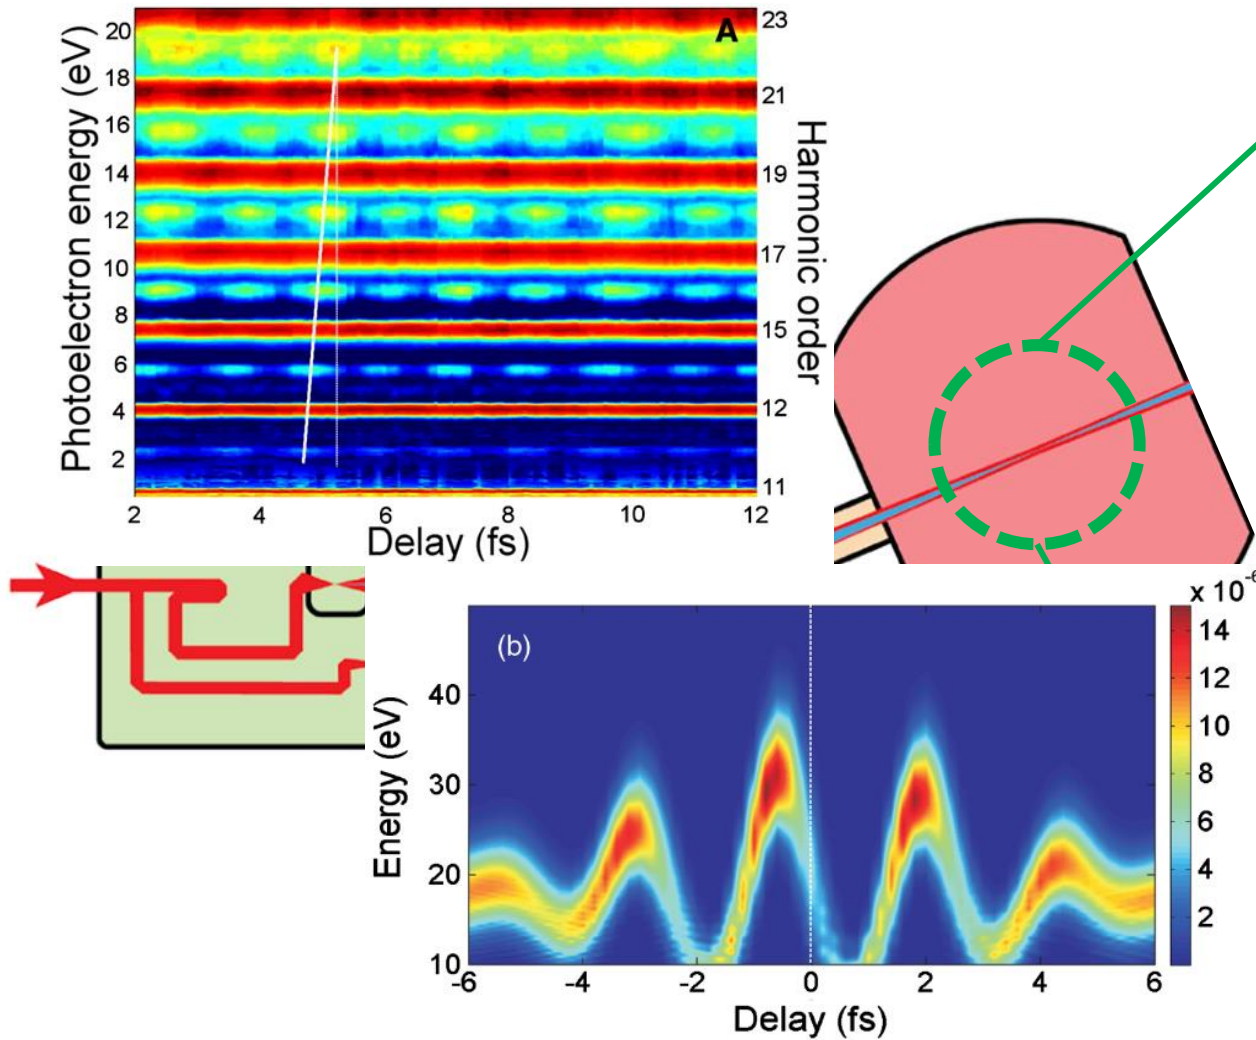 A
Photoelectron energy (eV)
20
18
16
14
12
10
8
6
4
2
23
21
19
17
15
12
11
Harmonic order
2 4 6 8 10 12
Delay (fs)
(b)
x 10⁻⁶
Energy (eV)
40
30
20
10
14
12
10
8
6
4
2
-6 -4 -2 0 2 4 6
Delay (fs)